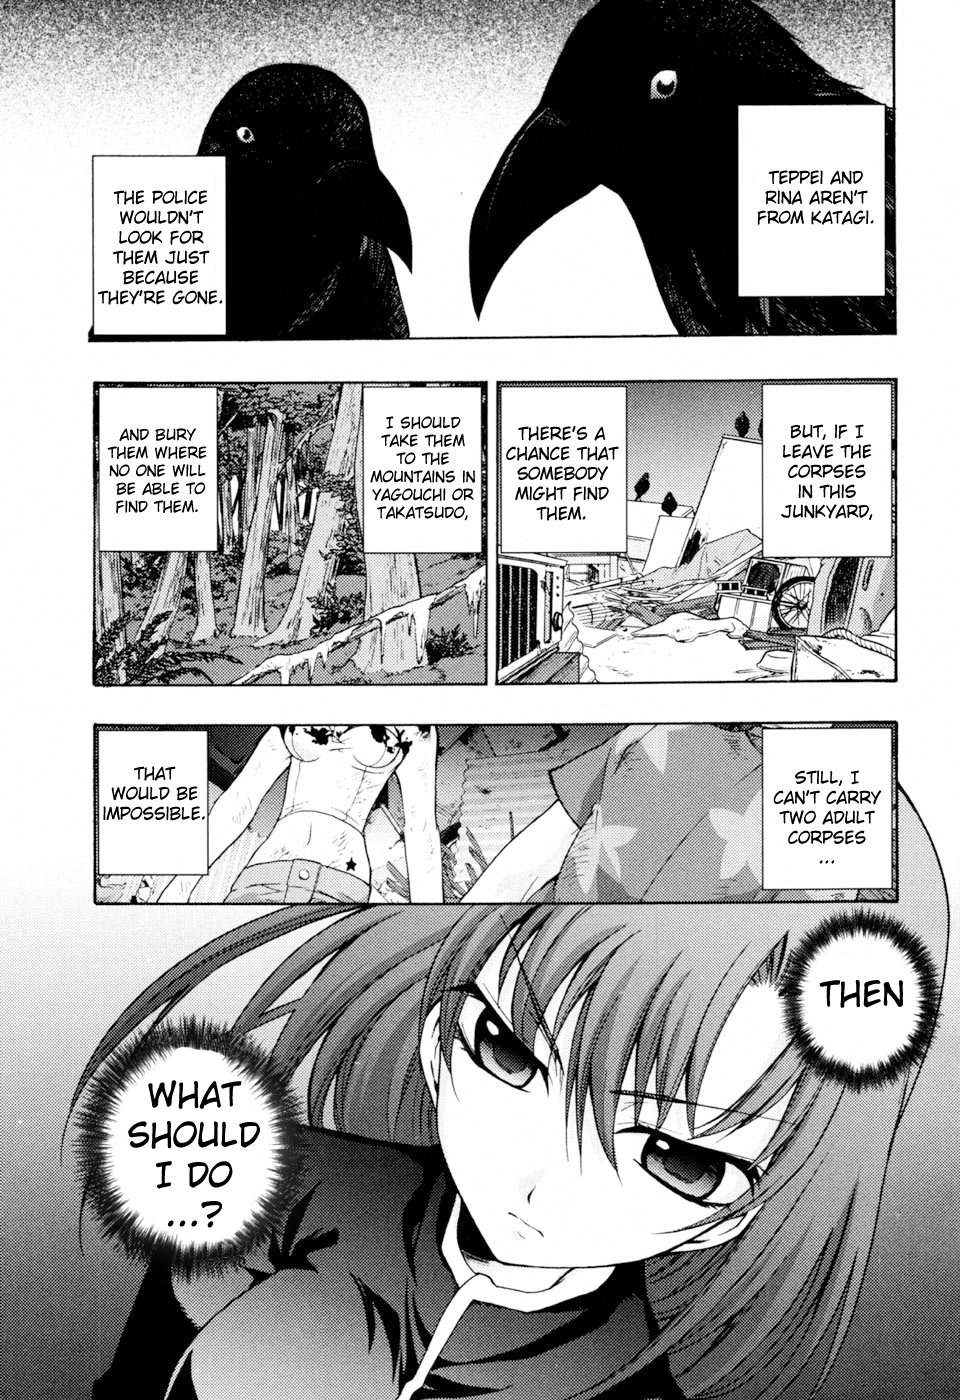 TEPPEI AND
RINA AREN'T
FROM KATAGI.
THE POLICE
WOULDN'T
LOOK FOR
THEM JUST
BECAUSE
THEY'RE GONE.
BUT, IF I
LEAVE THE
CORPSES
IN THIS
JUNKYARD,
THERE'S A
CHANCE THAT
SOMEBODY
MIGHT FIND
THEM.
I SHOULD
TAKE THEM
TO THE
MOUNTAINS IN
YAGOUCHI OR
TAKATSUDO,
AND BURY
THEM WHERE
NO ONE WILL
BE ABLE TO
FIND THEM.
STILL, I
CAN'T CARRY
TWO ADULT
CORPSES
...
THAT
WOULD BE
IMPOSSIBLE.
THEN
WHAT
SHOULD
I DO
...?